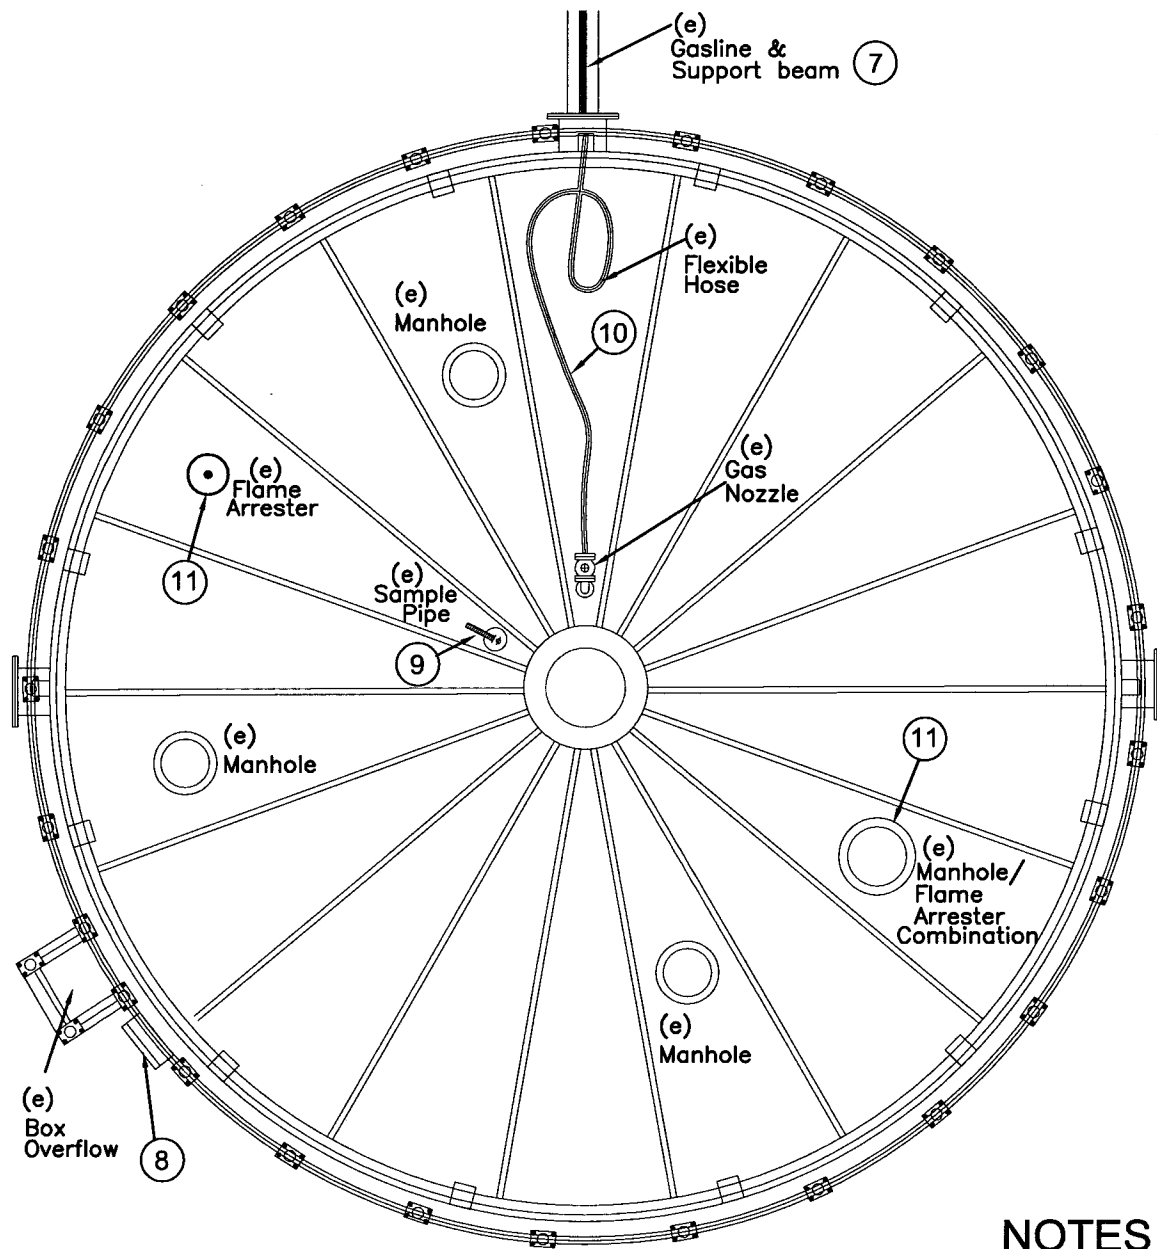 (e)
Gasline &
Support beam
7
(e)
Flexible
Hose
(e)
Manhole
10
(e)
Gas
Nozzle
(e)
Flame
Arrester
11
(e)
Sample
Pipe
9
(e)
Manhole
11
(e)
Manhole/
Flame
Arrester
Combination
(e)
Manhole
(e)
Box
Overflow
8
NOTES